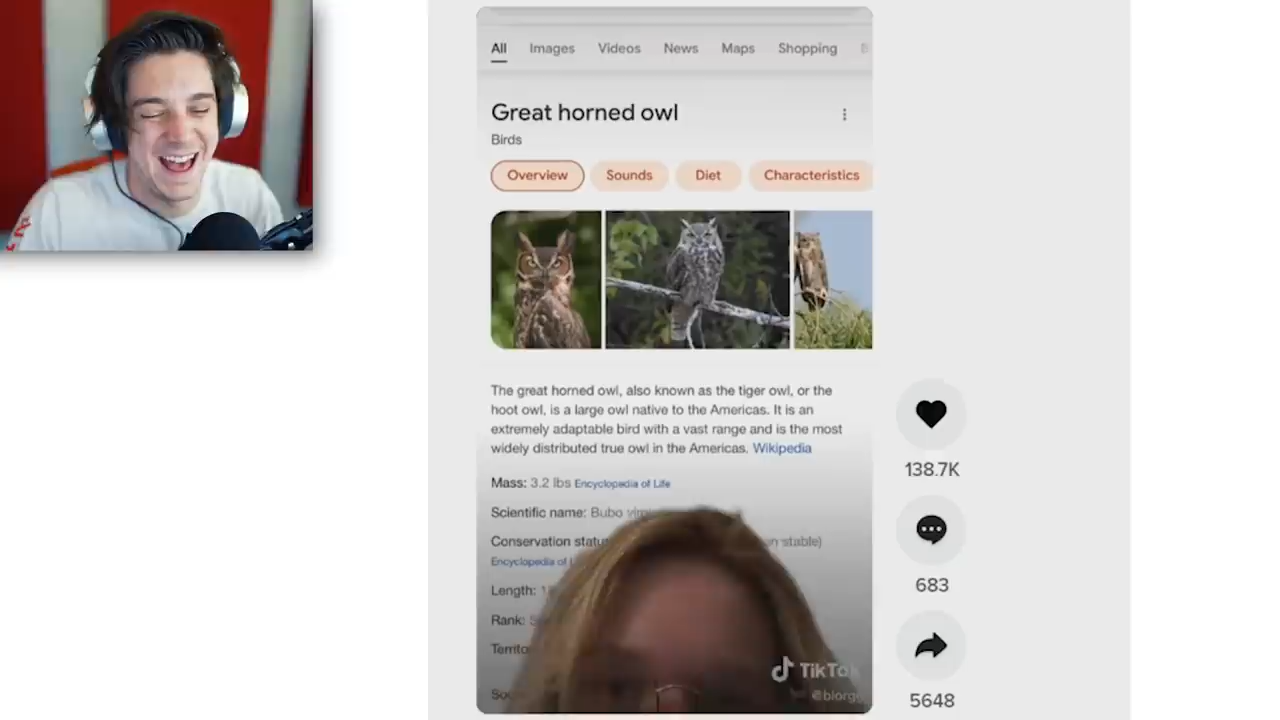 All Images Videos News Maps Shopping
Great horned owl
Birds
Overview Sounds Diet Characteristics
The great horned owl, also known as the tiger owl, or the
hoot owl, is a large owl native to the Americas. It is an
extremely adaptable bird with a vast range and is the most
widely distributed true owl in the Americas. Wikipedia
Mass: 3.2 lbs Encyclopedia of Life
Scientific name: Bubo
Conservation stable)
Encyclopedia of
Length:
Rank:
138.7K
683
5648
TikTok